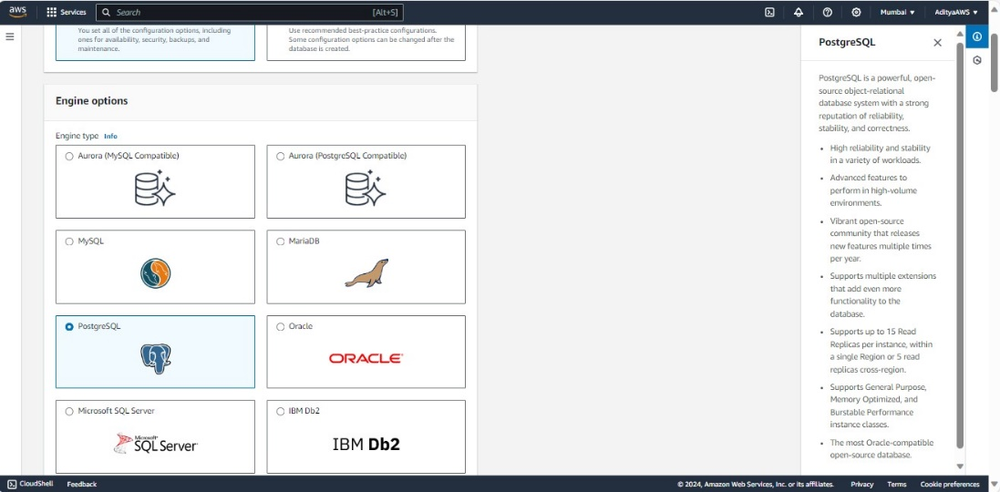 aws
Services
Search
[Alt+S]
Mumbai
AdityaAWS
You set all of the configuration options, including
ones for availability, security, backups, and
maintenance.
Use recommended best-practice configurations.
Some configuration options can be changed after the
database is created.
Engine options
Engine type Info
Aurora (MySQL Compatible)
Aurora (PostgreSQL Compatible)
MySQL
MariaDB
PostgreSQL
Oracle
ORACLE
Microsoft SQL Server
Microsoft
SQL Server
IBM Db2
IBM Db2
PostgreSQL
PostgreSQL is a powerful, open-
source object-relational
database system with a strong
reputation of reliability,
stability, and correctness.
• High reliability and stability
in a variety of workloads.
• Advanced features to
perform in high-volume
environments.
• Vibrant open-source
community that releases
new features multiple times
per year.
• Supports multiple extensions
that add even more
functionality to the
database.
• Supports up to 15 Read
Replicas per instance, within
a single Region or 5 read
replicas cross-region.
• Supports General Purpose,
Memory Optimized, and
Burstable Performance
instance classes.
• The most Oracle-compatible
open-source database.
CloudShell
Feedback
© 2024, Amazon Web Services, Inc. or its affiliates.
Privacy
Terms
Cookie preferences